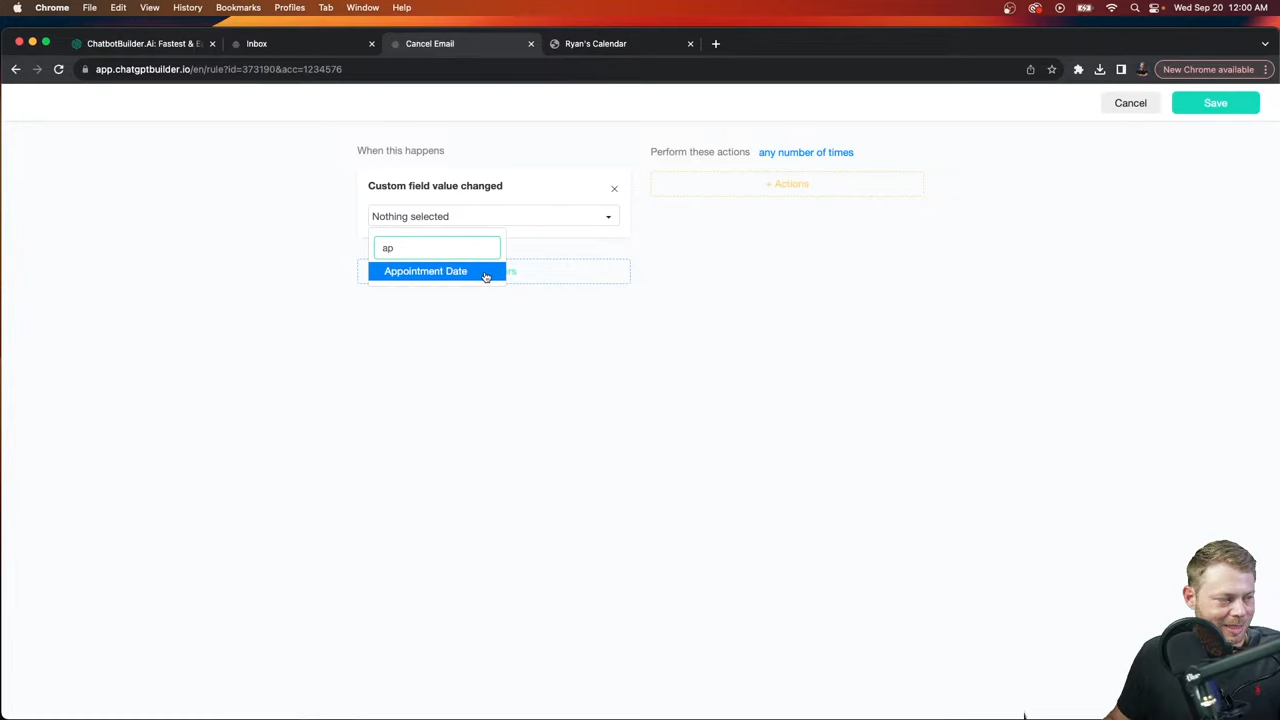 Chrome File Edit View History Bookmarks Profiles Tab Window Help Wed Sep 20 12:00 AM
ChatbotBuilder.Ai: Fastest & E Inbox Cancel Email Ryan's Calendar
app.chatgptbuilder.io/en/rule?id=373190&acc=1234576 New Chrome available
Cancel Save
When this happens
Perform these actions any number of times
Custom field value changed
+ Actions
Nothing selected
ap
Appointment Date